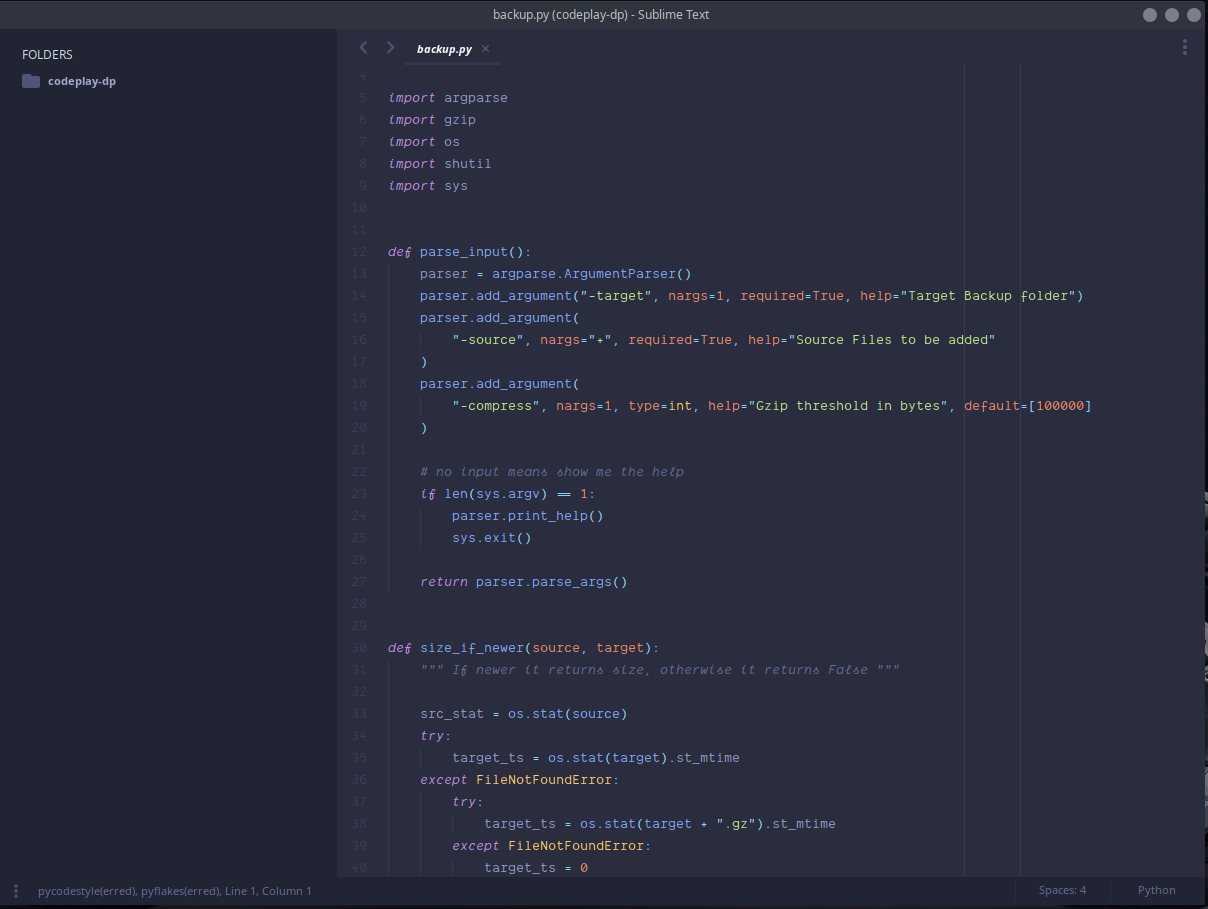 backup.py (codeplay-dp) - Sublime Text
FOLDERS
codeplay-dp
backup.py ×
4
5 import argparse
6 import gzip
7 import os
8 import shutil
9 import sys
10
11
12 def parse_input():
13     parser = argparse.ArgumentParser()
14     parser.add_argument("-target", nargs=1, required=True, help="Target Backup folder")
15     parser.add_argument(
16         "-source", nargs="+", required=True, help="Source Files to be added"
17     )
18     parser.add_argument(
19         "-compress", nargs=1, type=int, help="Gzip threshold in bytes", default=[100000]
20     )
21
22     # no input means show me the help
23     if len(sys.argv) == 1:
24         parser.print_help()
25         sys.exit()
26
27     return parser.parse_args()
28
29
30 def size_if_newer(source, target):
31     """ If newer it returns size, otherwise it returns False """
32
33     src_stat = os.stat(source)
34     try:
35         target_ts = os.stat(target).st_mtime
36     except FileNotFoundError:
37         try:
38             target_ts = os.stat(target + ".gz").st_mtime
39         except FileNotFoundError:
40             target_ts = 0
pycodestyle(erred), pyflakes(erred), Line 1, Column 1
Spaces: 4
Python